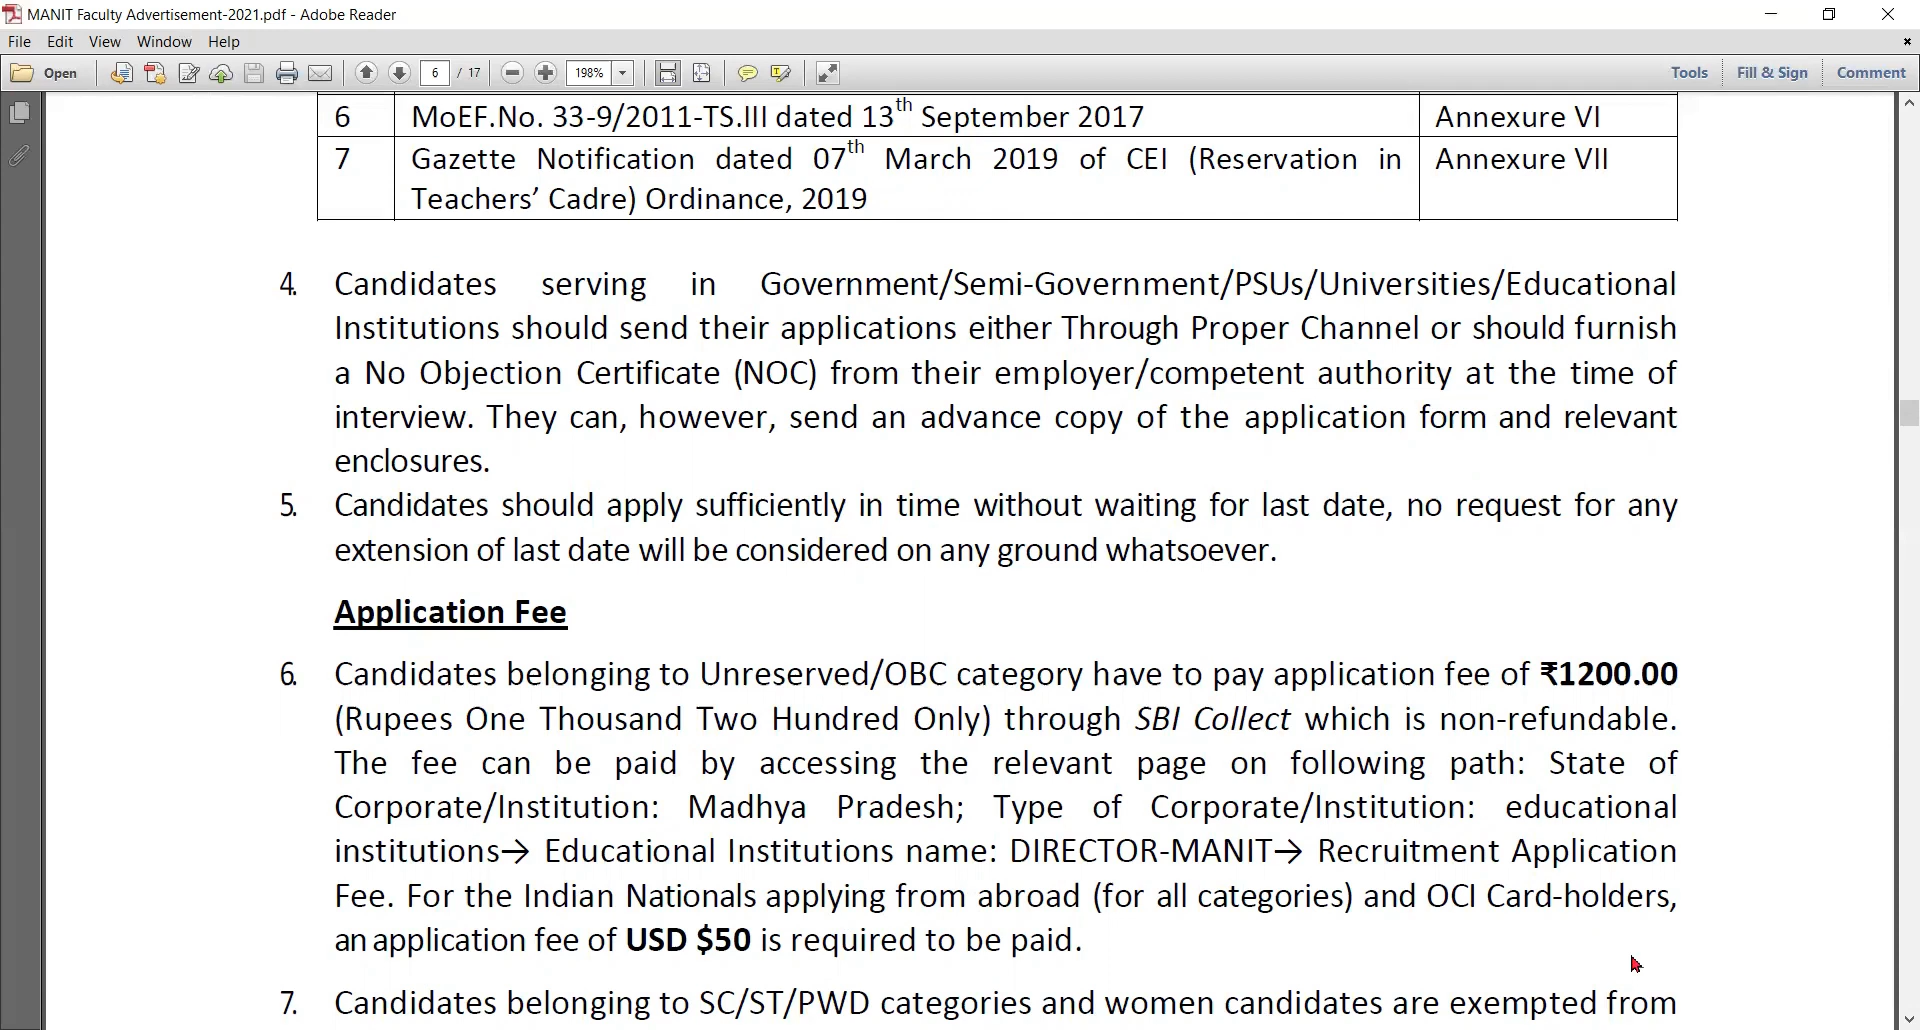 MANIT Faculty Advertisement-2021.pdf - Adobe Reader
File Edit View Window Help
Open 6 / 17 198% Tools Fill & Sign Comment
6 MoEF.No. 33-9/2011-TS.III dated 13th September 2017 Annexure VI
7 Gazette Notification dated 07th March 2019 of CEI (Reservation in Annexure VII
Teachers’ Cadre) Ordinance, 2019
4. Candidates serving in Government/Semi-Government/PSUs/Universities/Educational
Institutions should send their applications either Through Proper Channel or should furnish
a No Objection Certificate (NOC) from their employer/competent authority at the time of
interview. They can, however, send an advance copy of the application form and relevant
enclosures.
5. Candidates should apply sufficiently in time without waiting for last date, no request for any
extension of last date will be considered on any ground whatsoever.
Application Fee
6. Candidates belonging to Unreserved/OBC category have to pay application fee of ₹1200.00
(Rupees One Thousand Two Hundred Only) through SBI Collect which is non-refundable.
The fee can be paid by accessing the relevant page on following path: State of
Corporate/Institution: Madhya Pradesh; Type of Corporate/Institution: educational
institutions→ Educational Institutions name: DIRECTOR-MANIT→ Recruitment Application
Fee. For the Indian Nationals applying from abroad (for all categories) and OCI Card-holders,
an application fee of USD $50 is required to be paid.
7. Candidates belonging to SC/ST/PWD categories and women candidates are exempted from